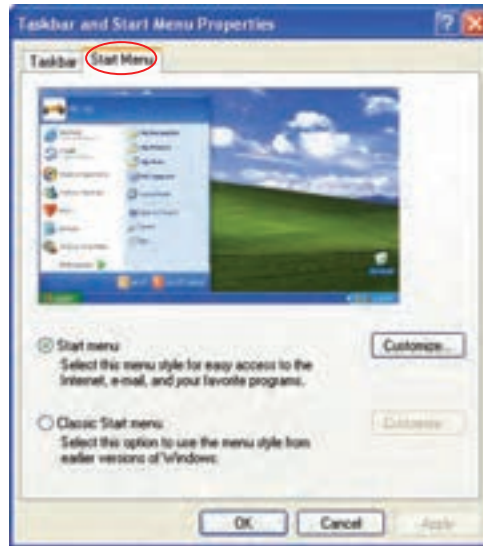 Taskbar and Start Menu Properties
Taskbar Start Menu
Start menu Customize...
Select this menu style for easy access to the
Internet, e-mail, and your favorite programs.
Classic Start menu Customize...
Select this option to use the menu style from
earlier versions of Windows.
OK Cancel Apply